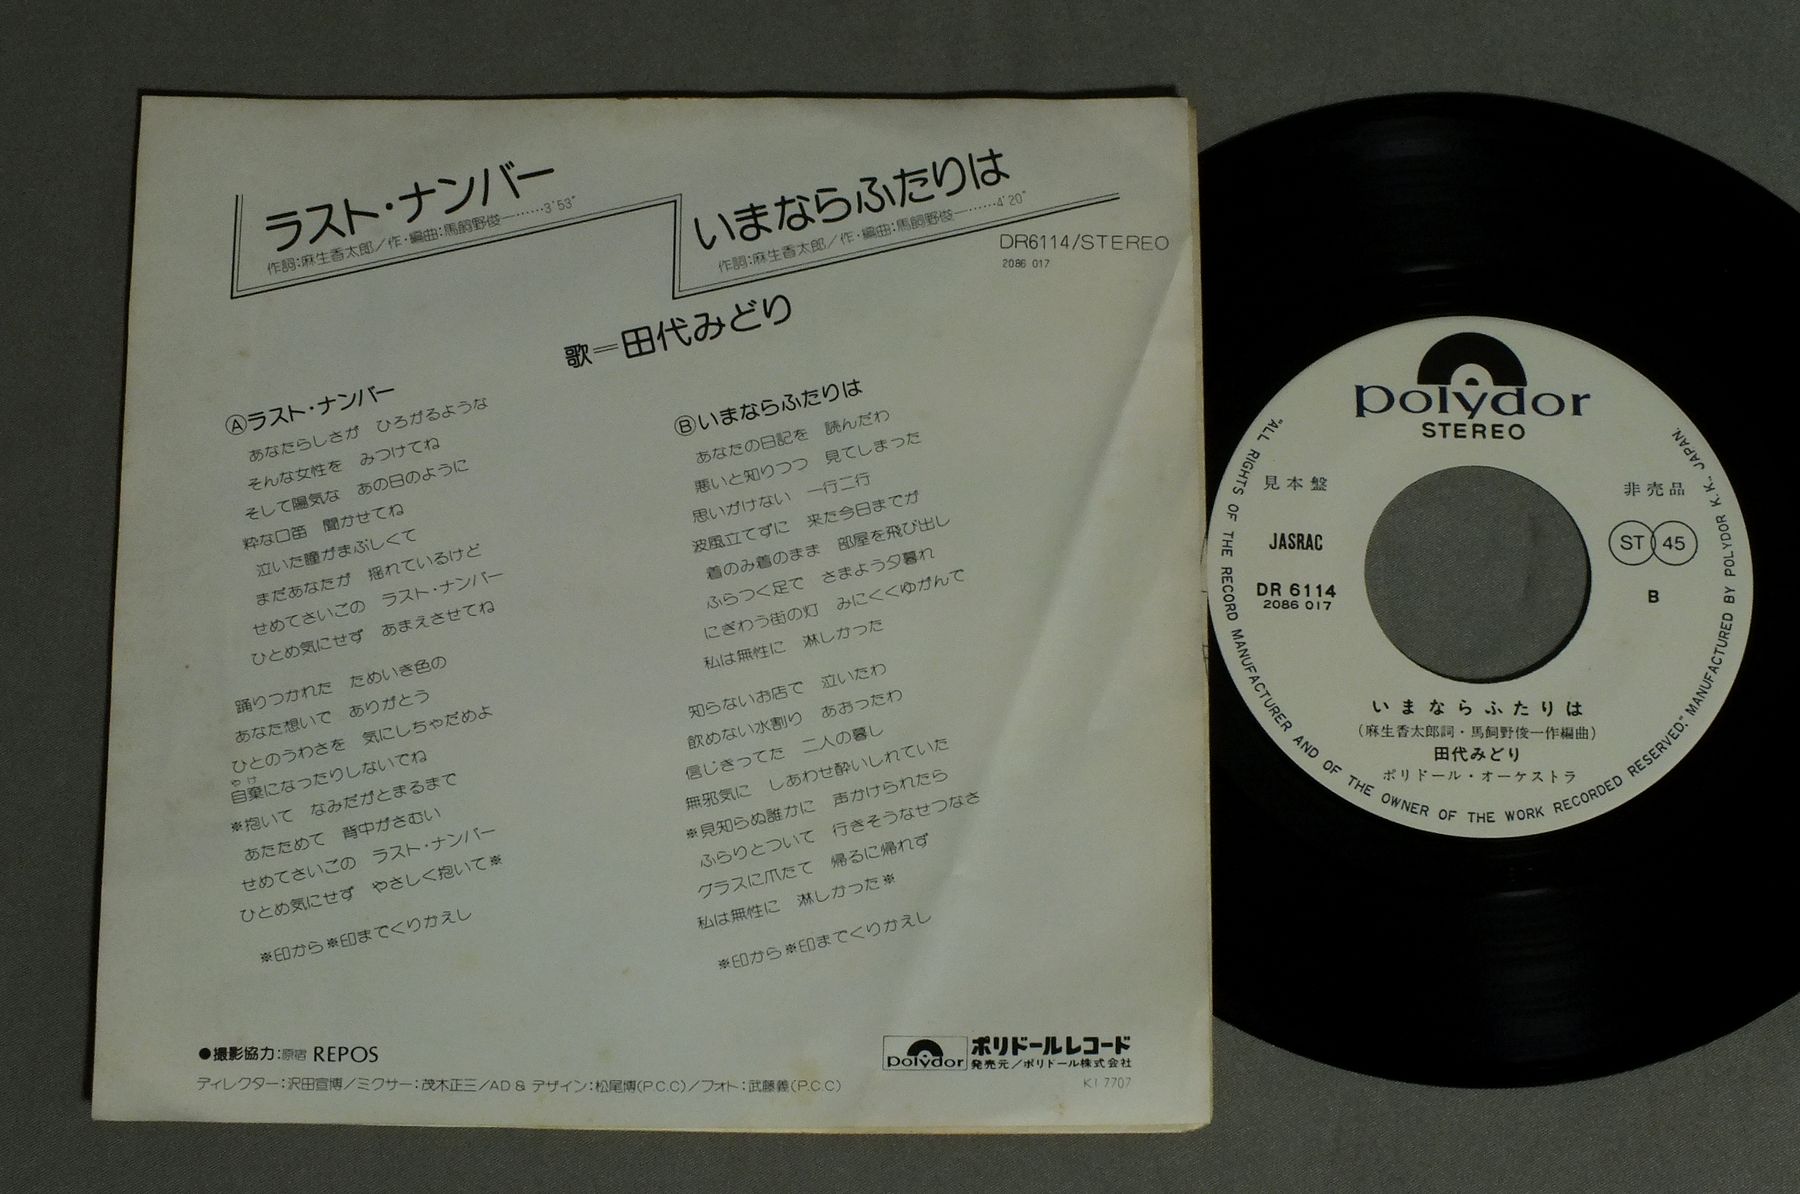 ラスト・ナンバー
作詞:麻生香太郎/作・編曲:馬飼野俊一……3'53"
いまならふたりは
作詞:麻生香太郎/作・編曲:馬飼野俊一……4'20"
DR6114/STEREO
2086 017
歌=田代みどり
Ⓐラスト・ナンバー
あなたらしさが ひろがるような
そんな女性を みつけてね
そして陽気な あの日のように
粋な口笛 聞かせてね
泣いた瞳がまぶしくて
まだあなたが 揺れているけど
せめてさいごの ラスト・ナンバー
ひとめ気にせず あまえさせてね
踊りつかれた ためいき色の
あなた想いで ありがとう
ひとのうわさを 気にしちゃだめよ
やけ
自棄になったりしないでね
※抱いて なみだがとまるまで
あたためて 背中がさむい
せめてさいごの ラスト・ナンバー
ひとめ気にせず やさしく抱いて※
※印から※印までくりかえし
Ⓑいまならふたりは
あなたの日記を 読んだわ
悪いと知りつつ 見てしまった
思いがけない 一行二行
波風立てずに 来た今日までが
着のみ着のまま 部屋を飛び出し
ふらつく足で さまよう夕暮れ
にぎわう街の灯 みにくくゆがんで
私は無性に 淋しかった
知らないお店で 泣いたわ
飲めない水割り あおったわ
信じきってた 二人の暮し
無邪気に しあわせ酔いしれていた
※見知らぬ誰かに 声かけられたら
ふらりとついて 行きそうなせつなさ
グラスに爪たて 帰るに帰れず
私は無性に 淋しかった※
※印から※印までくりかえし
●撮影協力:原宿 REPOS
ディレクター:沢田宣博/ミクサー:茂木正三/AD & デザイン:松尾博(P.C.C)/フォト:武藤義(P.C.C)
polydor ポリドールレコード
発売元/ポリドール株式会社
KI 7707
polydor
STEREO
見本盤
非売品
JASRAC
ST 45
DR 6114
2086 017
B
いまならふたりは
(麻生香太郎詞・馬飼野俊一作編曲)
田代みどり
ポリドール・オーケストラ
"ALL RIGHTS OF THE RECORD MANUFACTURER AND OF THE OWNER OF THE WORK RECORDED RESERVED." MANUFACTURED BY POLYDOR K.K., JAPAN.